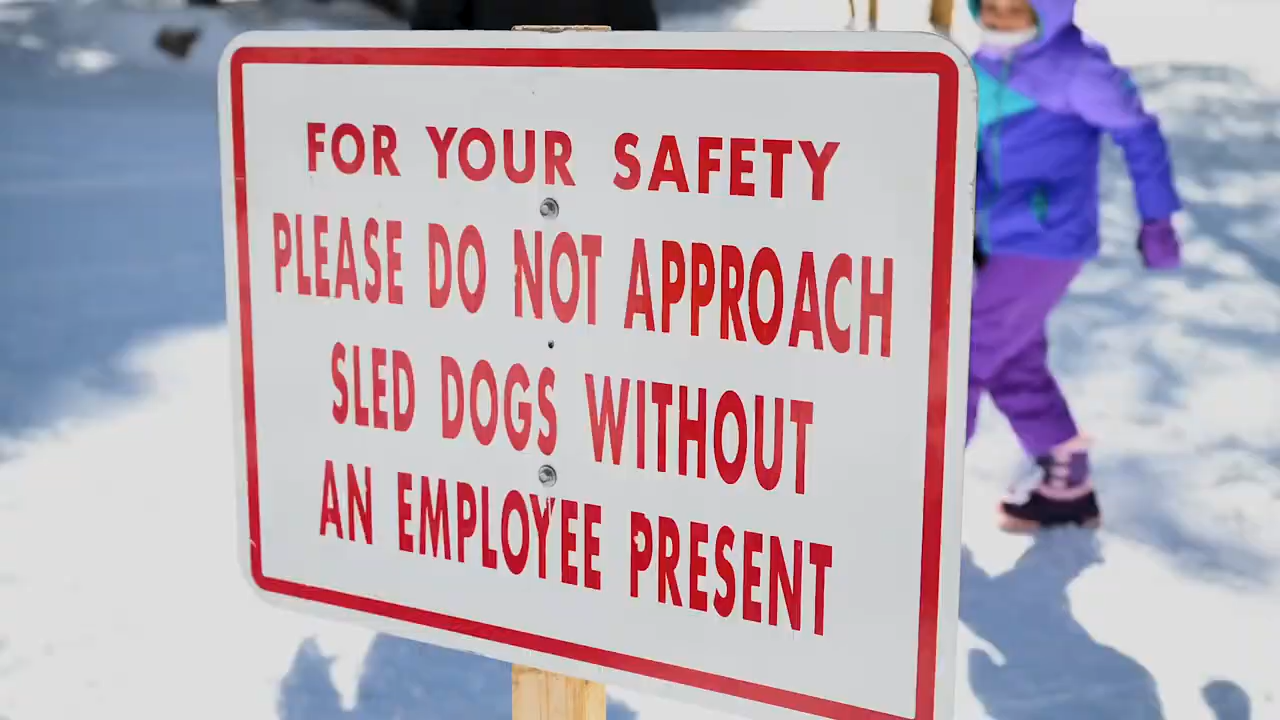 FOR YOUR SAFETY
PLEASE DO NOT APPROACH
SLED DOGS WITHOUT
AN EMPLOYEE PRESENT